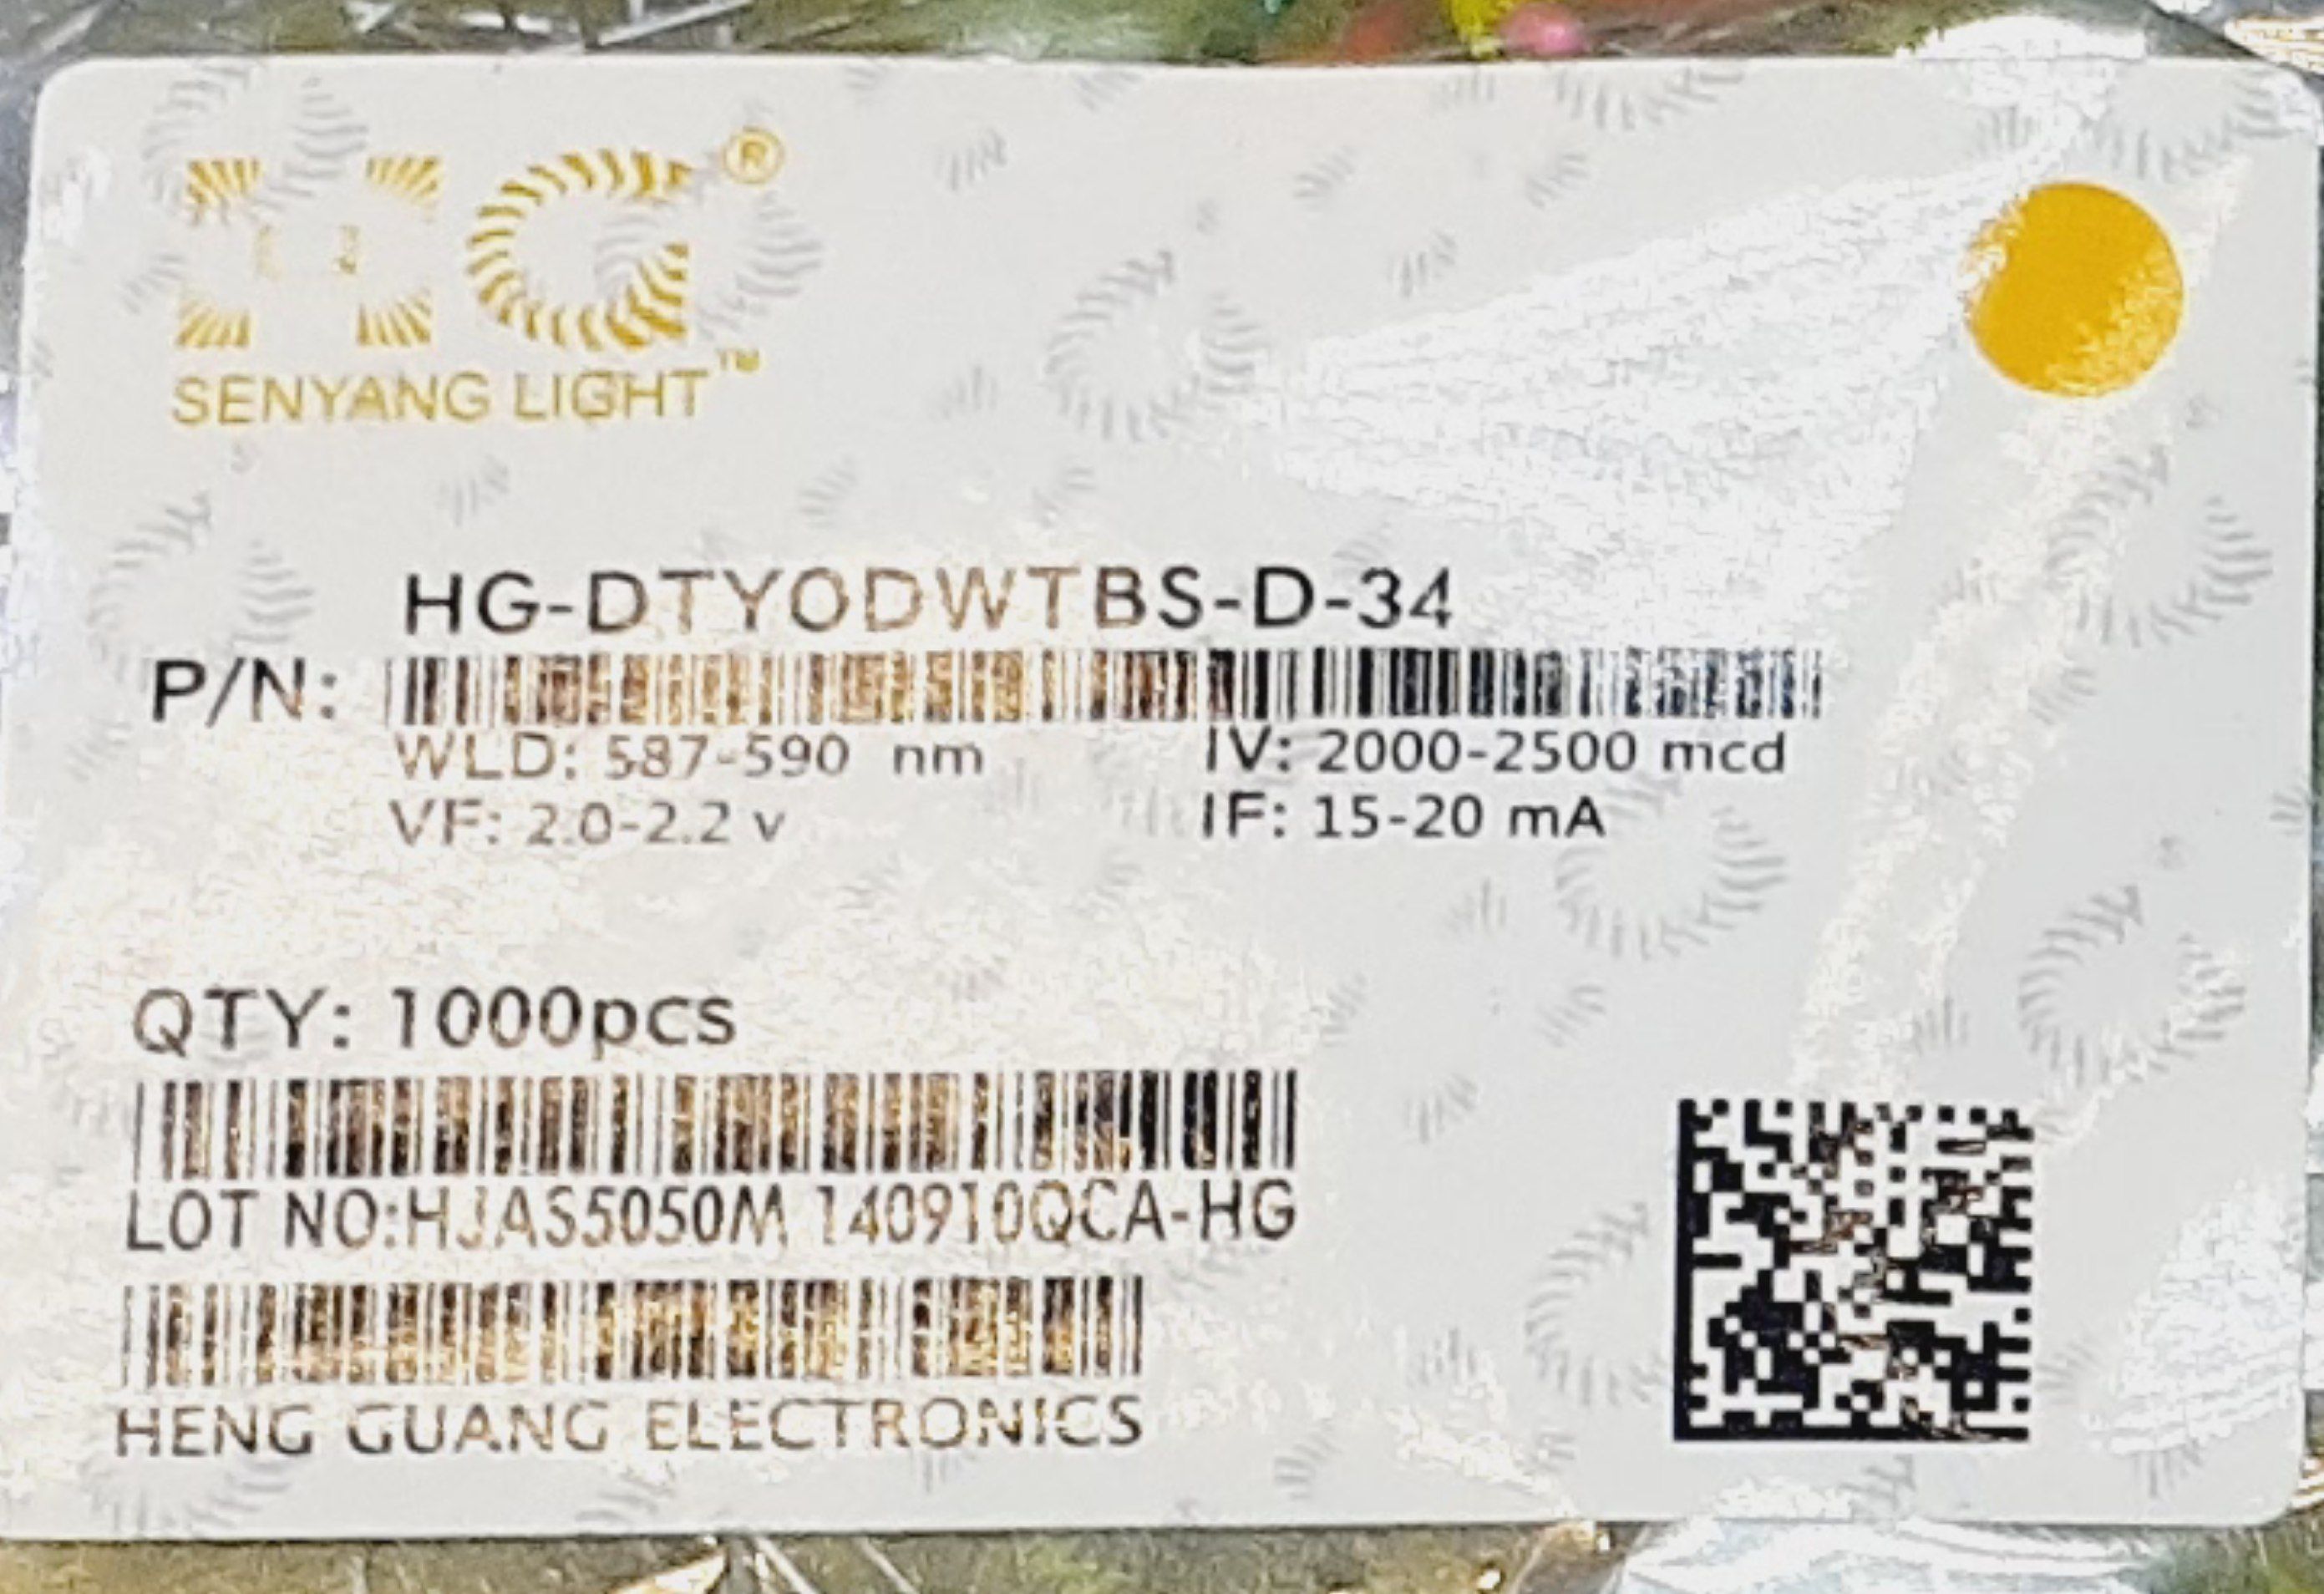 HG®
SENYANG LIGHT™
HG-DTYODWTBS-D-34
P/N:
WLD: 587-590 nm IV: 2000-2500 mcd
VF: 2.0-2.2 v IF: 15-20 mA
QTY: 1000pcs
LOT NO:HJAS5050M 140910QCA-HG
HENG GUANG ELECTRONICS